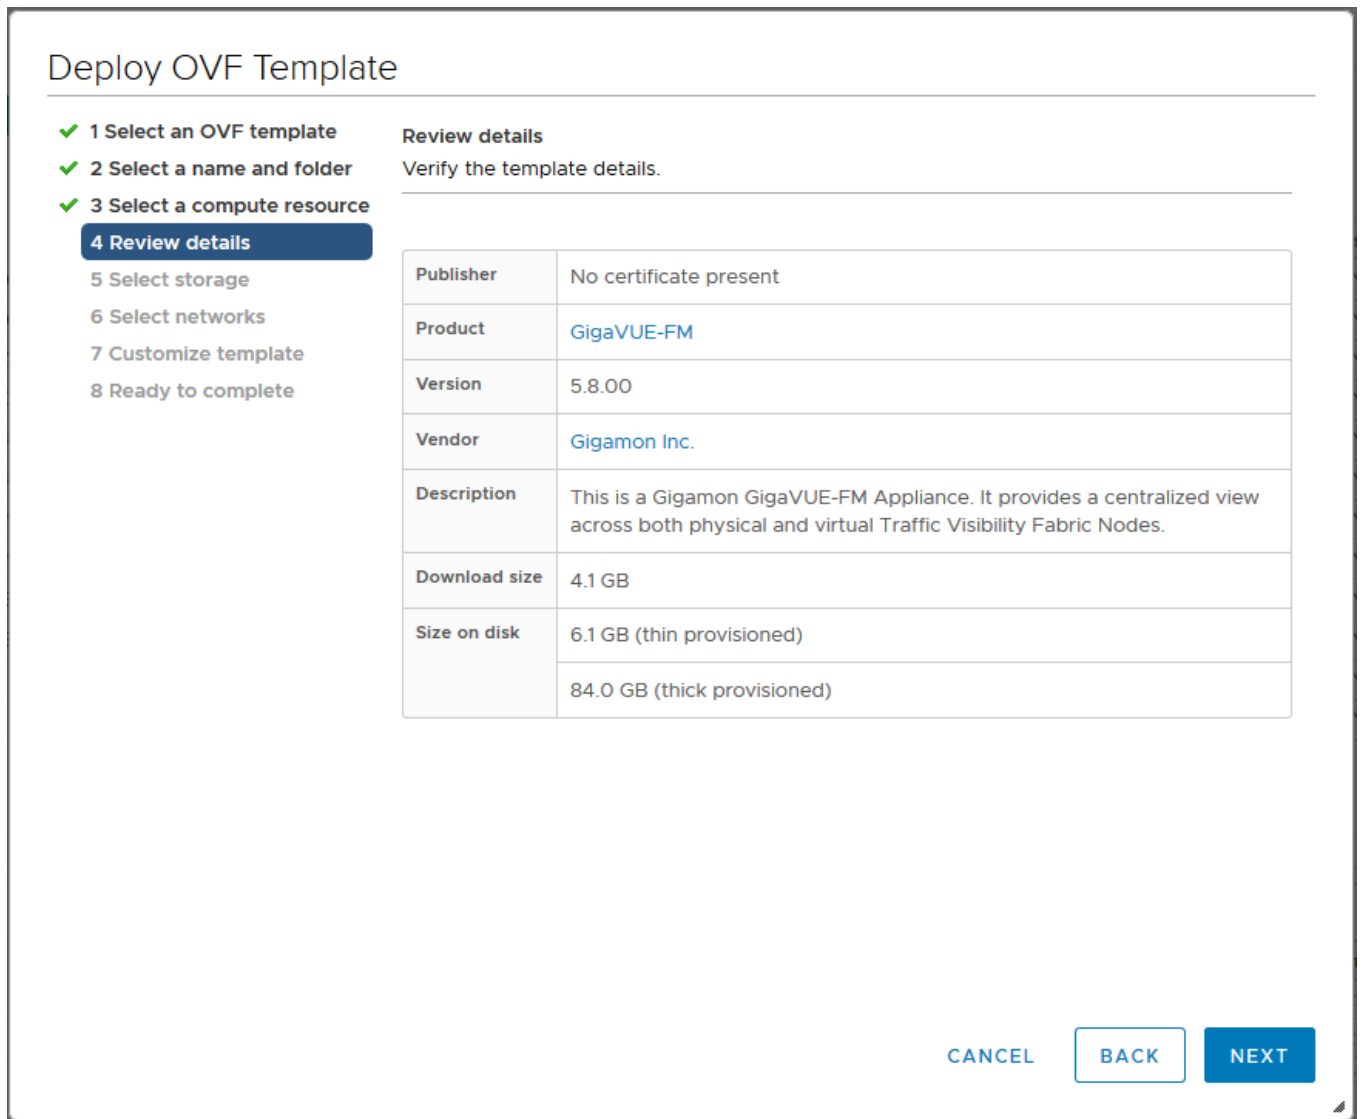 Deploy OVF Template
1 Select an OVF template
2 Select a name and folder
3 Select a compute resource
4 Review details
5 Select storage
6 Select networks
7 Customize template
8 Ready to complete
Review details
Verify the template details.
Publisher No certificate present
Product GigaVUE-FM
Version 5.8.00
Vendor Gigamon Inc.
Description This is a Gigamon GigaVUE-FM Appliance. It provides a centralized view
across both physical and virtual Traffic Visibility Fabric Nodes.
Download size 4.1 GB
Size on disk 6.1 GB (thin provisioned)
84.0 GB (thick provisioned)
CANCEL BACK NEXT